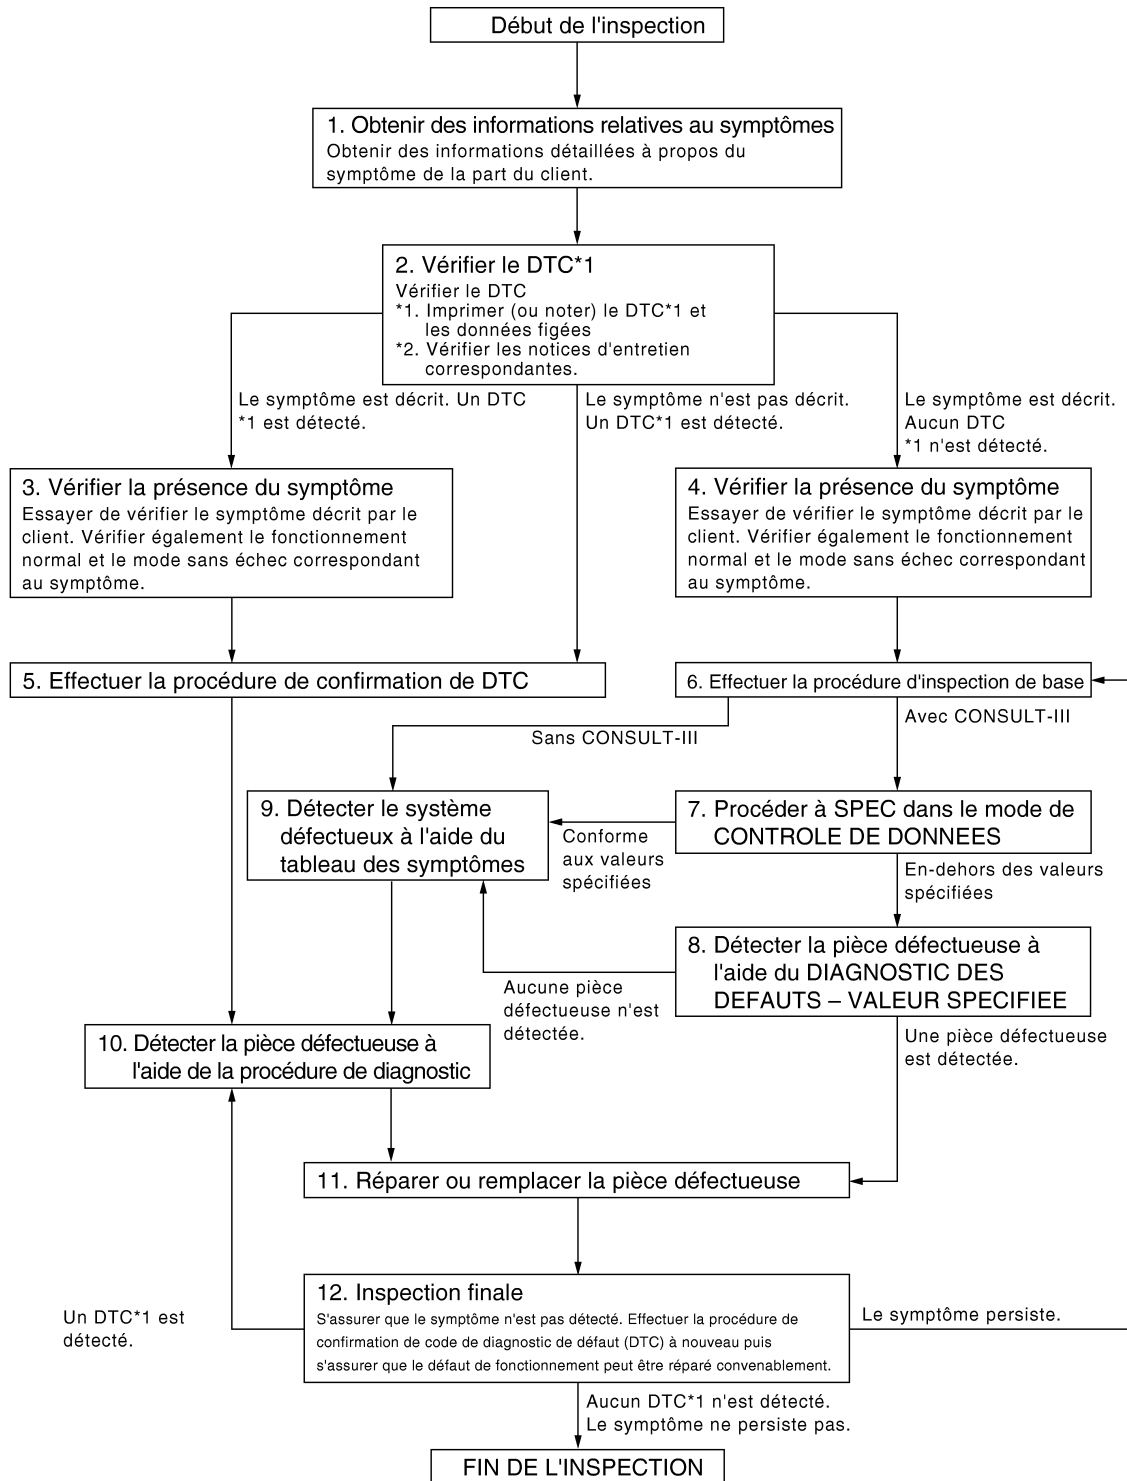 Début de l'inspection
1. Obtenir des informations relatives au symptômes
Obtenir des informations détaillées à propos du
symptôme de la part du client.
2. Vérifier le DTC*1
Vérifier le DTC
*1. Imprimer (ou noter) le DTC*1 et
les données figées
*2. Vérifier les notices d'entretien
correspondantes.
Le symptôme est décrit. Un DTC
*1 est détecté.
Le symptôme n'est pas décrit.
Un DTC*1 est détecté.
Le symptôme est décrit.
Aucun DTC
*1 n'est détecté.
3. Vérifier la présence du symptôme
Essayer de vérifier le symptôme décrit par le
client. Vérifier également le fonctionnement
normal et le mode sans échec correspondant
au symptôme.
4. Vérifier la présence du symptôme
Essayer de vérifier le symptôme décrit par le
client. Vérifier également le fonctionnement
normal et le mode sans échec correspondant
au symptôme.
5. Effectuer la procédure de confirmation de DTC
6. Effectuer la procédure d'inspection de base
Sans CONSULT-III
Avec CONSULT-III
9. Détecter le système
défectueux à l'aide du
tableau des symptômes
Conforme
aux valeurs
spécifiées
7. Procéder à SPEC dans le mode de
CONTROLE DE DONNEES
En-dehors des valeurs
spécifiées
8. Détecter la pièce défectueuse à
l'aide du DIAGNOSTIC DES
DEFAUTS – VALEUR SPECIFIEE
Aucune pièce
défectueuse n'est
détectée.
Une pièce défectueuse
est détectée.
10. Détecter la pièce défectueuse à
l'aide de la procédure de diagnostic
11. Réparer ou remplacer la pièce défectueuse
12. Inspection finale
S'assurer que le symptôme n'est pas détecté. Effectuer la procédure de
confirmation de code de diagnostic de défaut (DTC) à nouveau puis
s'assurer que le défaut de fonctionnement peut être réparé convenablement.
Un DTC*1 est
détecté.
Le symptôme persiste.
Aucun DTC*1 n'est détecté.
Le symptôme ne persiste pas.
FIN DE L'INSPECTION